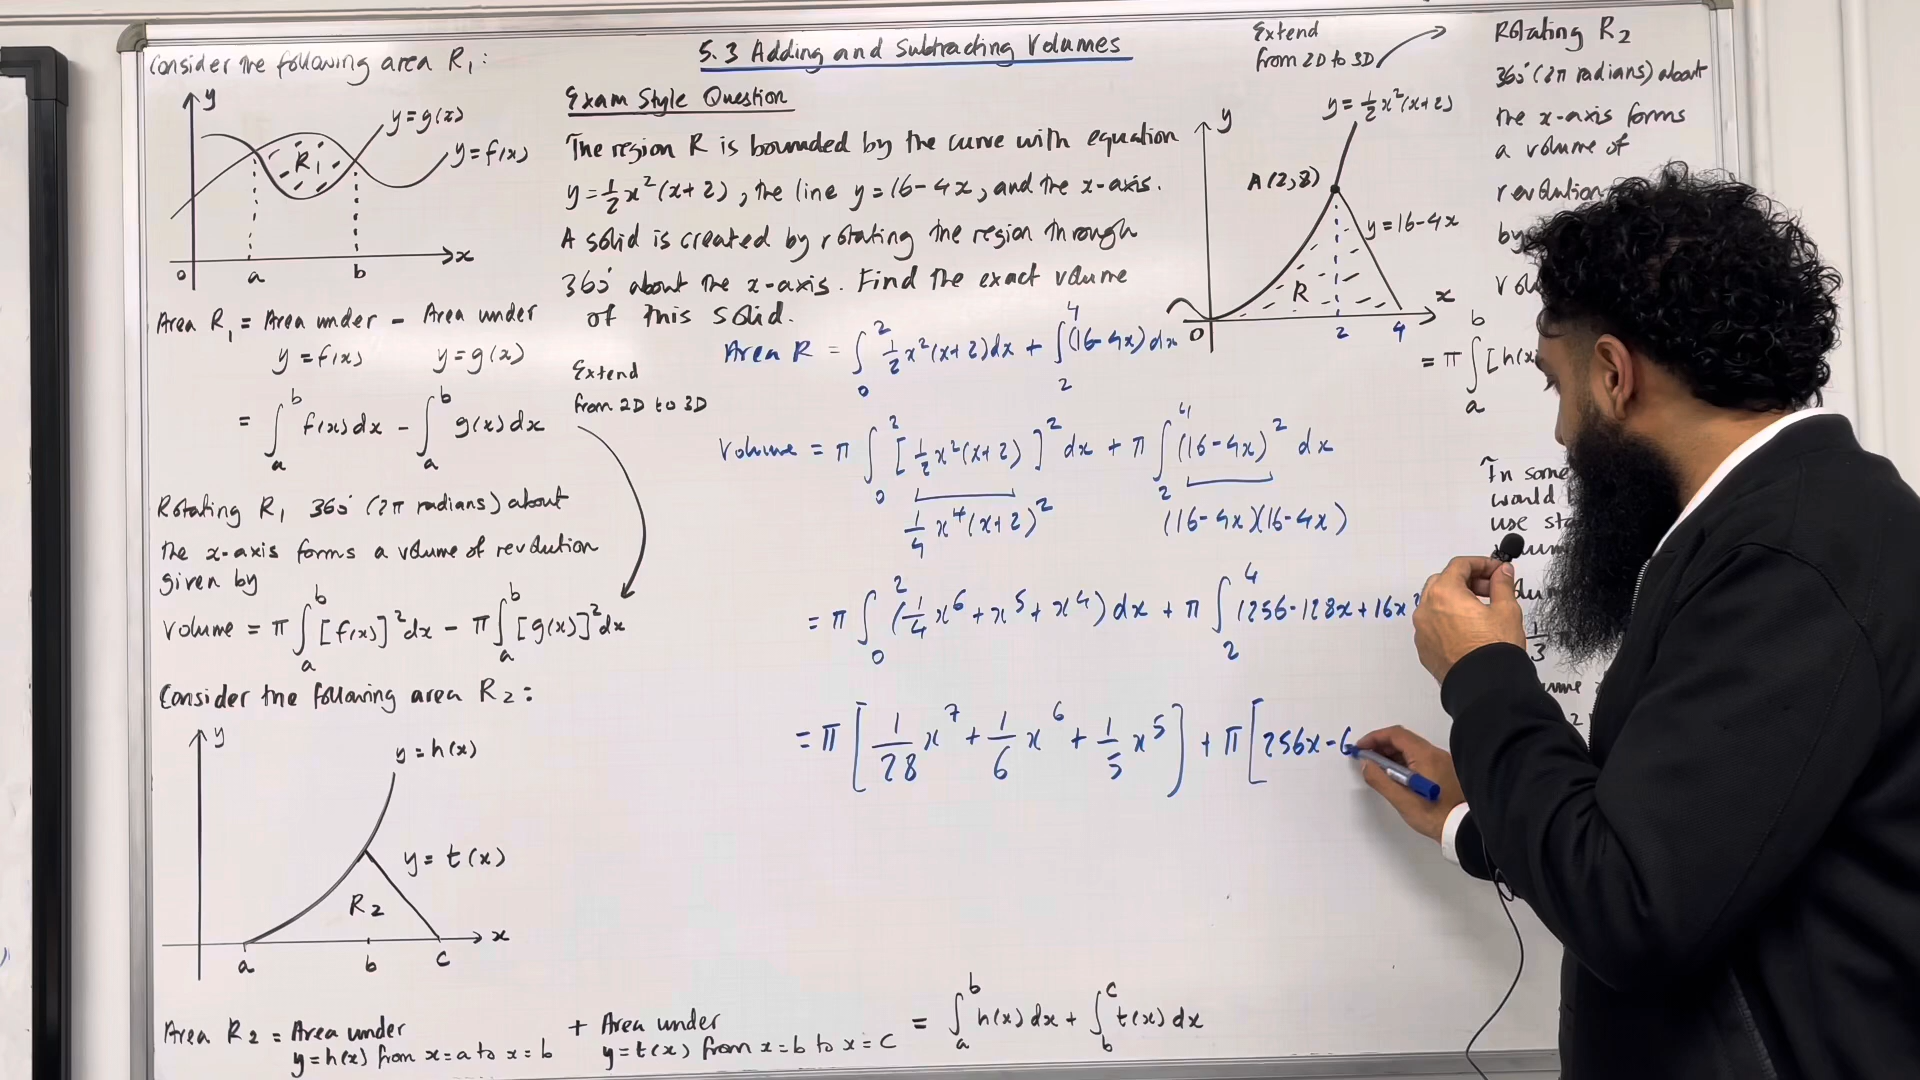 5.3 Adding and Subtracting Volumes
Consider the following area R₁:
y
y=g(x)
y=f(x)
R₁
0 a b x
Area R₁ = Area under − Area under
y=f(x) y=g(x)
= ∫ₐᵇ f(x)dx − ∫ₐᵇ g(x)dx
Extend
from 2D to 3D
Rotating R₁ 360° (2π radians) about
the x-axis forms a volume of revolution
given by
Volume = π∫ₐᵇ [f(x)]²dx − π∫ₐᵇ [g(x)]²dx
Consider the following area R₂:
y
y=h(x)
y=t(x)
R₂
a b c x
Area R₂ = Area under + Area under = ∫ₐᵇ h(x)dx + ∫_b^c t(x)dx
y=h(x) from x=a to x=b y=t(x) from x=b to x=c
Exam Style Question
The region R is bounded by the curve with equation
y=½x²(x+2), the line y=16-4x, and the x-axis.
A solid is created by rotating the region through
360° about the x-axis. Find the exact volume
of this solid.
Area R = ∫₀² ½x²(x+2)dx + ∫₂⁴ (16-4x)dx
Volume = π∫₀² [½x²(x+2)]²dx + π∫₂⁴ (16-4x)² dx
¼x⁴(x+2)² (16-4x)(16-4x)
= π∫₀² (¼x⁶+x⁵+x⁴)dx + π∫₂⁴ (256-128x+16x²
= π[1/28 x⁷ + 1/6 x⁶ + 1/5 x⁵] + π[256x-6
Extend
from 2D to 3D
y
y=½x²(x+2)
A(2,8)
y=16-4x
R
0 2 4 x
Rotating R₂
360° (2π radians) about
the x-axis forms
a volume of
revolution
= π∫ₐᵇ [h(x
In some
would
use
1/3